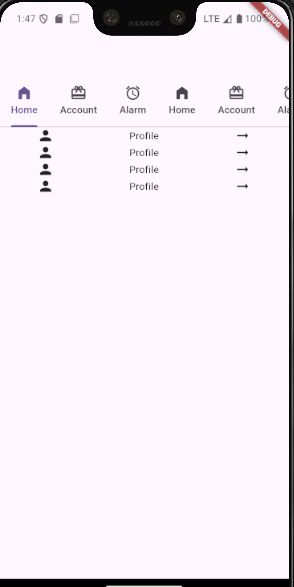 1:47 LTE 100%
DEBUG
Home Account Alarm Home Account Ala
Profile
Profile
Profile
Profile